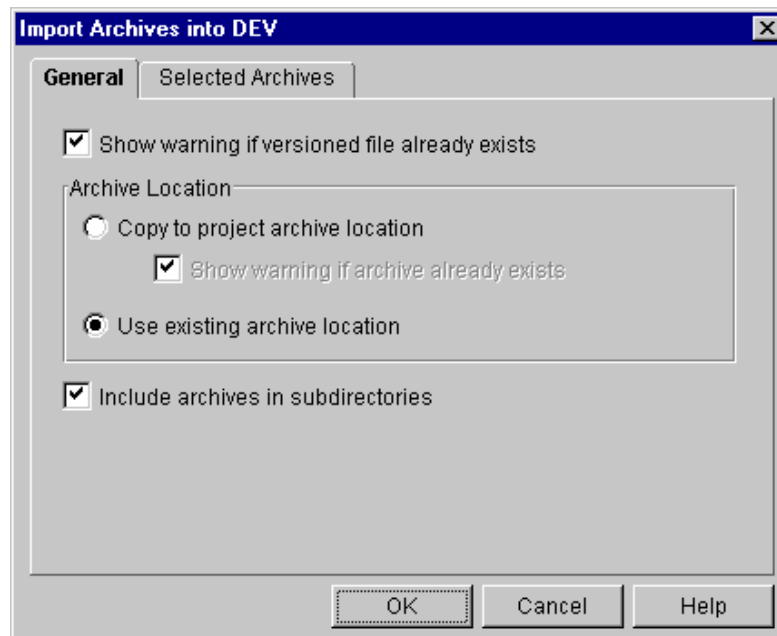 Import Archives into DEV
General
Selected Archives
Show warning if versioned file already exists
Archive Location
Copy to project archive location
Show warning if archive already exists
Use existing archive location
Include archives in subdirectories
OK
Cancel
Help